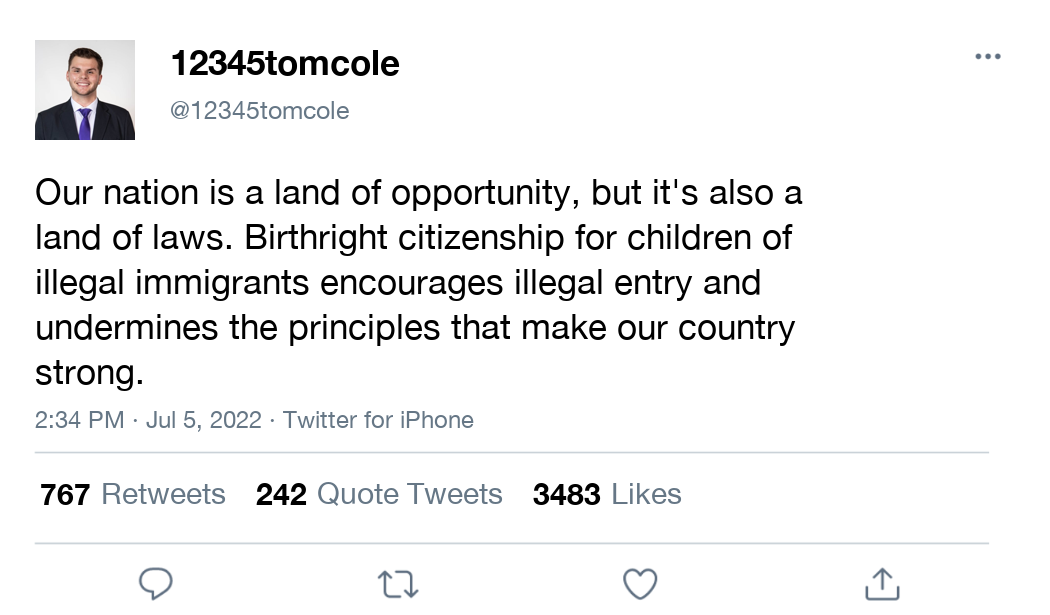 12345tomcole
@12345tomcole
Our nation is a land of opportunity, but it's also a
land of laws. Birthright citizenship for children of
illegal immigrants encourages illegal entry and
undermines the principles that make our country
strong.
2:34 PM · Jul 5, 2022 · Twitter for iPhone
767 Retweets 242 Quote Tweets 3483 Likes